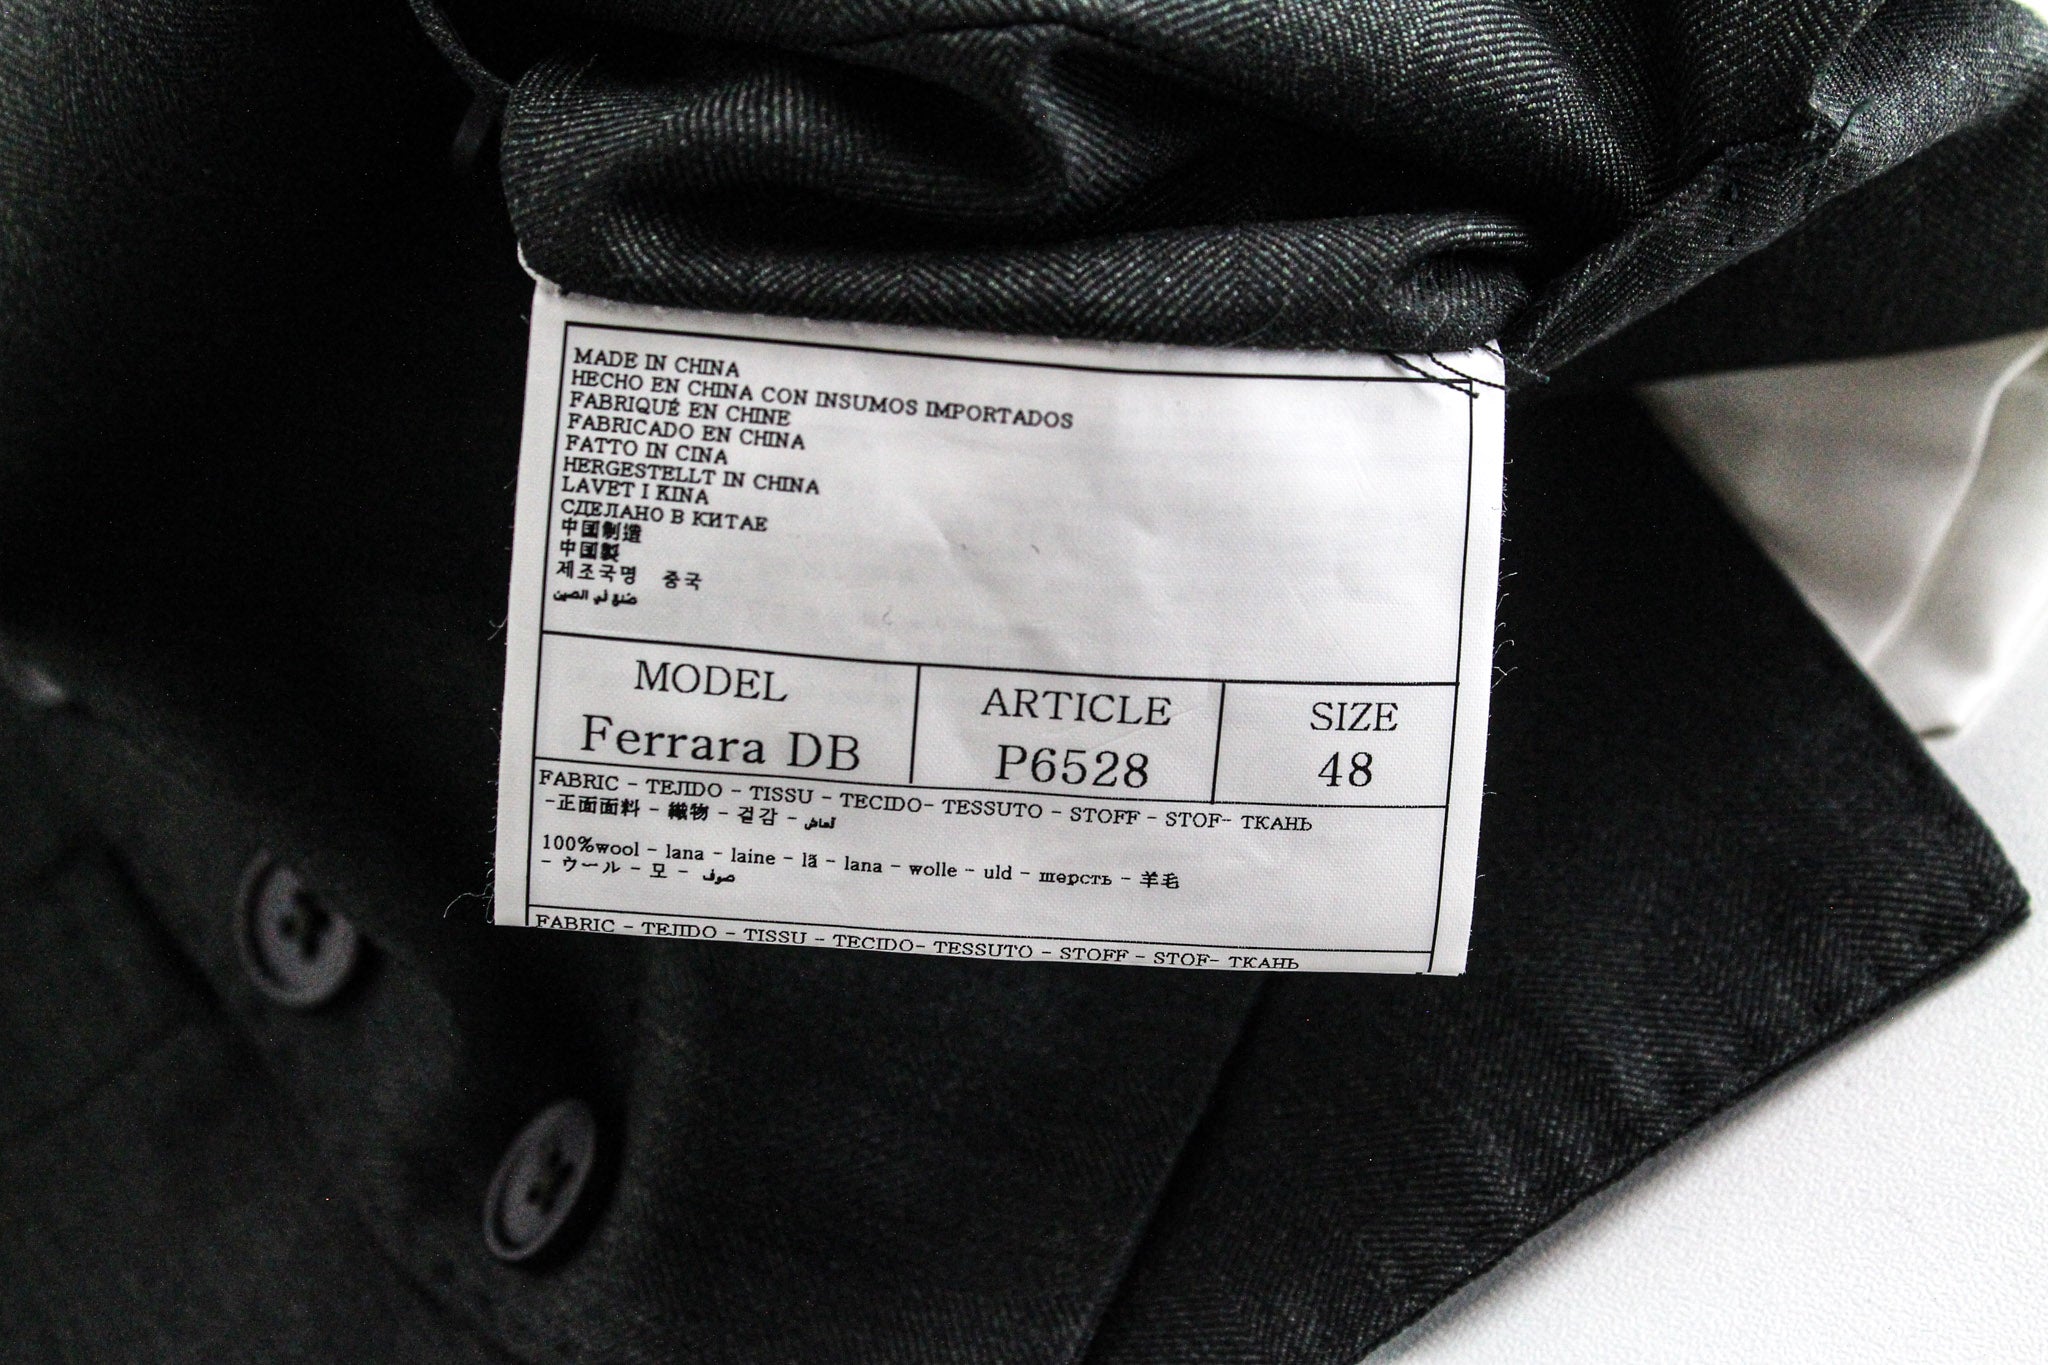 MADE IN CHINA
HECHO EN CHINA CON INSUMOS IMPORTADOS
FABRIQUÉ EN CHINE
FABRICADO EN CHINA
FATTO IN CINA
HERGESTELLT IN CHINA
LAVET I KINA
СДЕЛАНО В КИТАЕ
中國制造
中國製
제조국명 중국
صنع في الصين
MODEL ARTICLE SIZE
Ferrara DB P6528 48
FABRIC - TEJIDO - TISSU - TECIDO- TESSUTO - STOFF - STOF- ТКАНЬ
-正面面料 - 織物 - 겉감 - قماش
100%wool - lana - laine - lã - lana - wolle - uld - шерсть - 羊毛
- ウール - 모 - صوف
FABRIC - TEJIDO - TISSU - TECIDO- TESSUTO - STOFF - STOF- ТКАНЬ